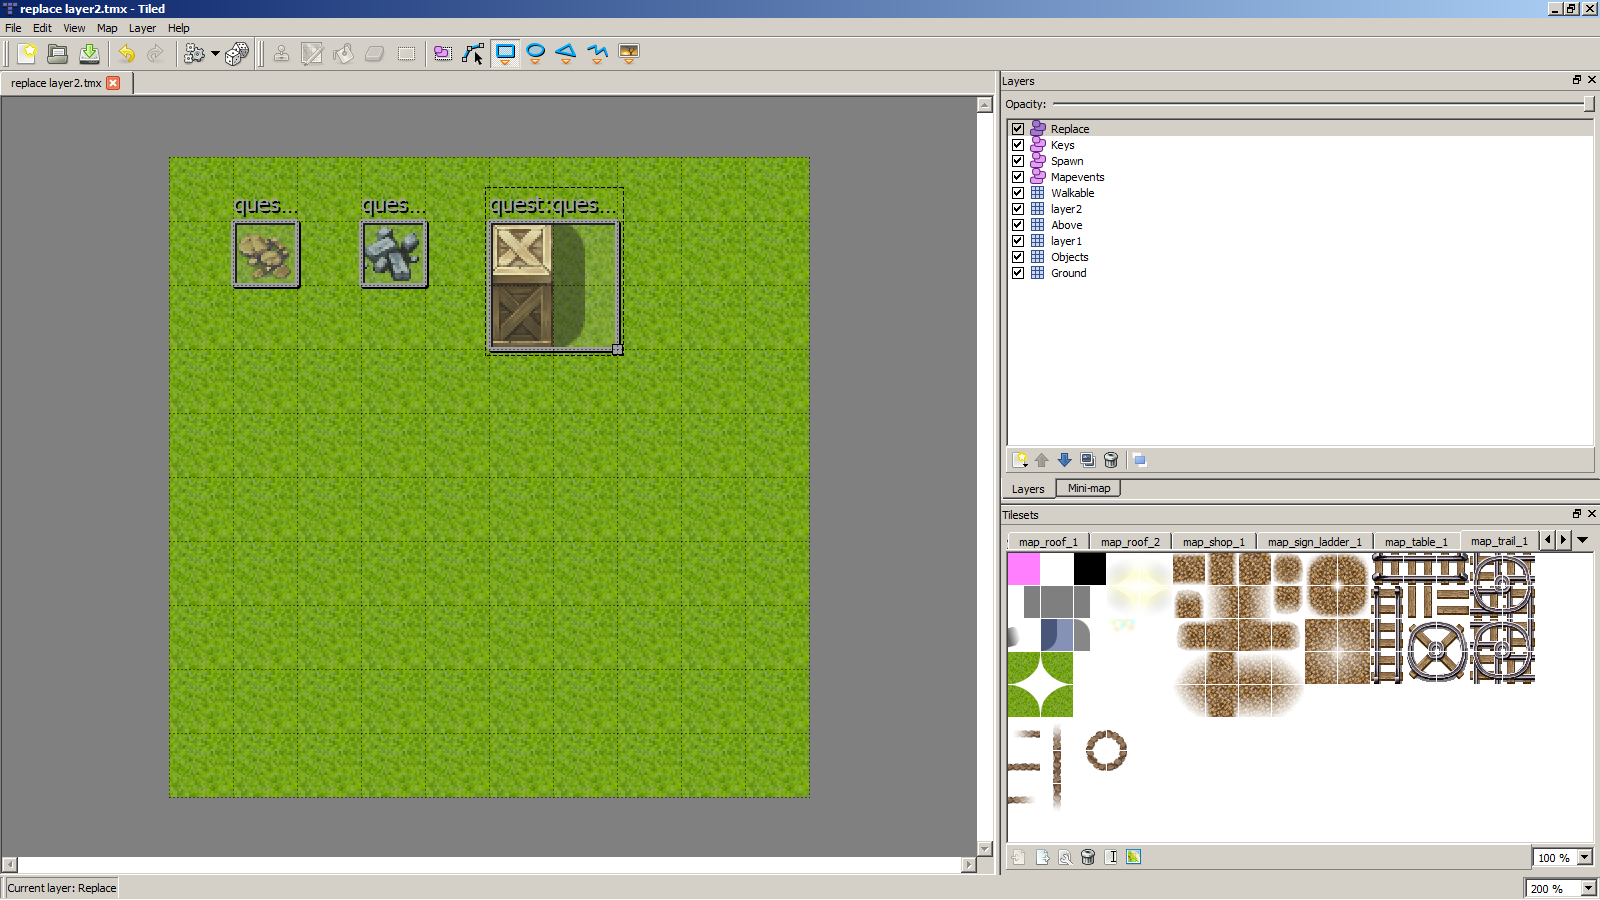 replace layer2.tmx - Tiled
File Edit View Map Layer Help
replace layer2.tmx
ques... ques... quest:ques...
Layers
Opacity:
Replace
Keys
Spawn
Mapevents
Walkable
layer2
Above
layer1
Objects
Ground
Layers Mini-map
Tilesets
map_roof_1 map_roof_2 map_shop_1 map_sign_ladder_1 map_table_1 map_trail_1
100 %
Current layer: Replace
200 %